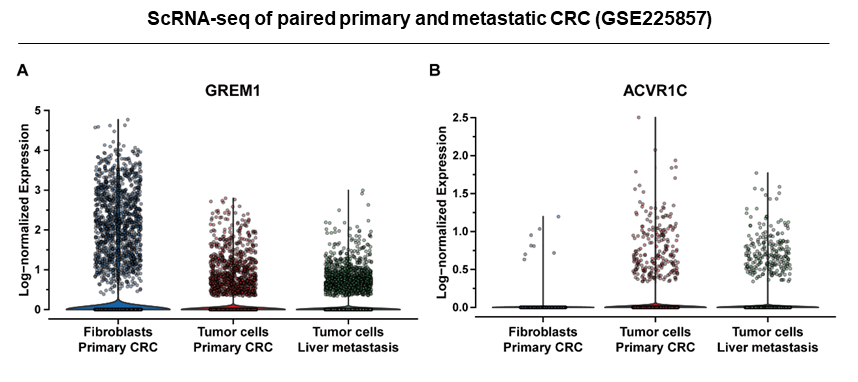 ScRNA-seq of paired primary and metastatic CRC (GSE225857)
A
GREM1
Log−normalized Expression
5
4
3
2
1
0
Fibroblasts
Primary CRC
Tumor cells
Primary CRC
Tumor cells
Liver metastasis
B
ACVR1C
Log−normalized Expression
2.5
2.0
1.5
1.0
0.5
0.0
Fibroblasts
Primary CRC
Tumor cells
Primary CRC
Tumor cells
Liver metastasis